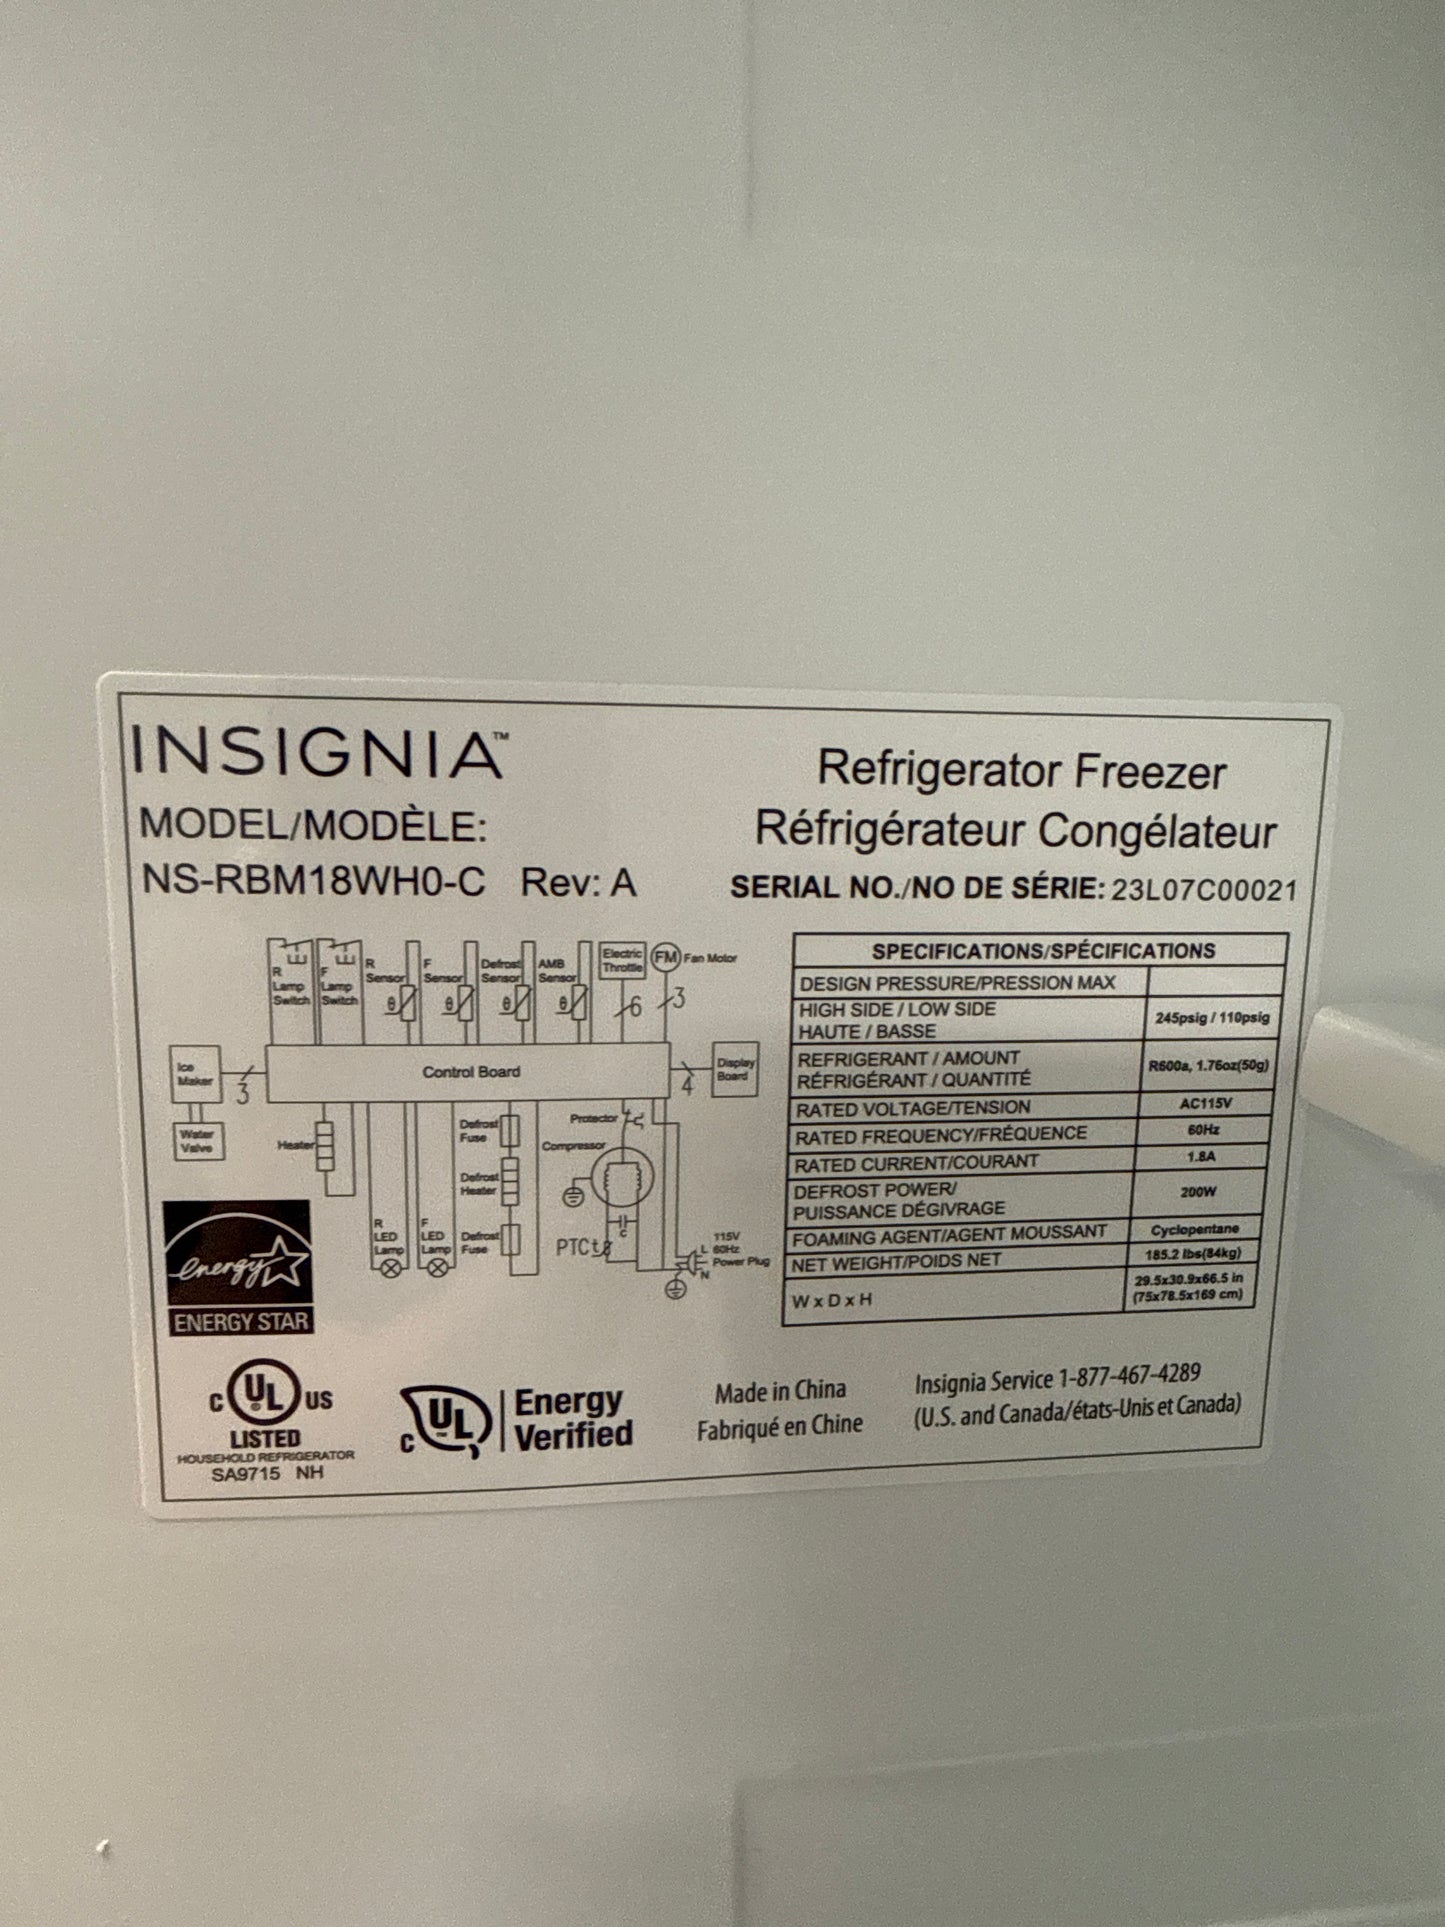 INSIGNIA™
MODEL/MODÈLE:
NS-RBM18WH0-C Rev: A
Refrigerator Freezer
Réfrigérateur Congélateur
SERIAL NO./NO DE SÉRIE: 23L07C00021
R
Lamp
Switch
F
Lamp
Switch
R
Sensor
θ
F
Sensor
θ
Defrost
Sensor
θ
AMB
Sensor
θ
Electric
Throttle
6
FM Fan Motor
3
Ice
Maker
3
Control Board
4
Display
Board
Water
Valve
Heater
R
LED
Lamp
F
LED
Lamp
Defrost
Fuse
Defrost
Heater
Defrost
Fuse
Protector
Compressor
C
PTC
L
N
115V
60Hz
Power Plug
SPECIFICATIONS/SPÉCIFICATIONS
DESIGN PRESSURE/PRESSION MAX
HIGH SIDE / LOW SIDE
HAUTE / BASSE
245psig / 110psig
REFRIGERANT / AMOUNT
RÉFRIGÉRANT / QUANTITÉ
R600a, 1.76oz(50g)
RATED VOLTAGE/TENSION AC115V
RATED FREQUENCY/FRÉQUENCE 60Hz
RATED CURRENT/COURANT 1.8A
DEFROST POWER/
PUISSANCE DÉGIVRAGE
200W
FOAMING AGENT/AGENT MOUSSANT Cyclopentane
NET WEIGHT/POIDS NET 185.2 lbs(84kg)
W x D x H
29.5x30.9x66.5 in
(75x78.5x169 cm)
energy
ENERGY STAR
C UL US
LISTED
HOUSEHOLD REFRIGERATOR
SA9715 NH
C UL
Energy
Verified
Made in China
Fabriqué en Chine
Insignia Service 1-877-467-4289
(U.S. and Canada/états-Unis et Canada)